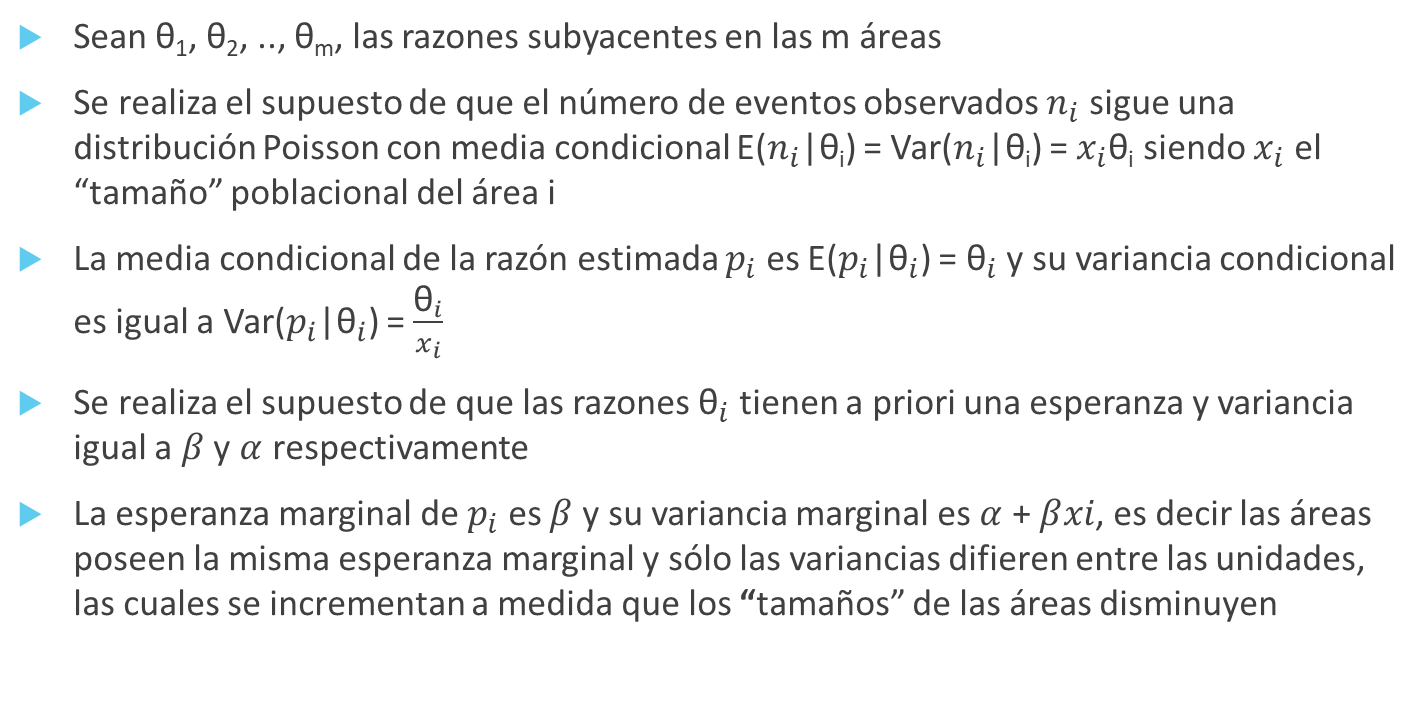 Sean θ₁, θ₂, .., θₘ, las razones subyacentes en las m áreas
Se realiza el supuesto de que el número de eventos observados 𝑛ᵢ sigue una
distribución Poisson con media condicional E(𝑛ᵢ|θᵢ) = Var(𝑛ᵢ|θᵢ) = 𝑥ᵢθᵢ siendo 𝑥ᵢ el
“tamaño” poblacional del área i
La media condicional de la razón estimada 𝑝ᵢ es E(𝑝ᵢ|θᵢ) = θᵢ y su variancia condicional
es igual a Var(𝑝ᵢ|θᵢ) = θᵢ/𝑥ᵢ
Se realiza el supuesto de que las razones θᵢ tienen a priori una esperanza y variancia
igual a 𝛽 y 𝛼 respectivamente
La esperanza marginal de 𝑝ᵢ es 𝛽 y su variancia marginal es 𝛼 + 𝛽𝑥𝑖, es decir las áreas
poseen la misma esperanza marginal y sólo las variancias difieren entre las unidades,
las cuales se incrementan a medida que los “tamaños” de las áreas disminuyen